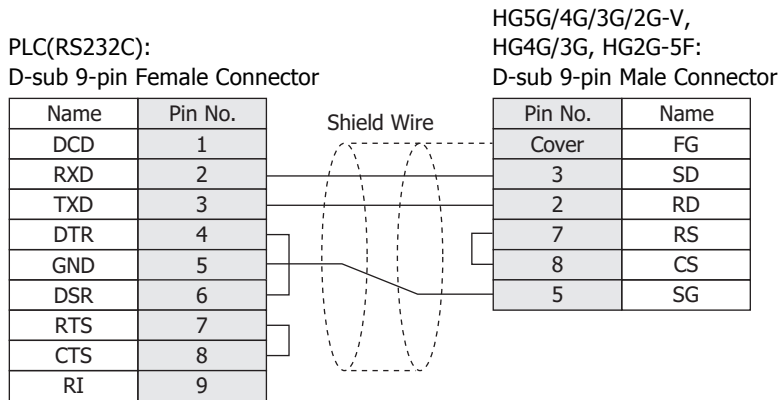 PLC(RS232C):
D-sub 9-pin Female Connector
Name Pin No.
DCD 1
RXD 2
TXD 3
DTR 4
GND 5
DSR 6
RTS 7
CTS 8
RI 9
Shield Wire
HG5G/4G/3G/2G-V,
HG4G/3G, HG2G-5F:
D-sub 9-pin Male Connector
Pin No. Name
Cover FG
3 SD
2 RD
7 RS
8 CS
5 SG